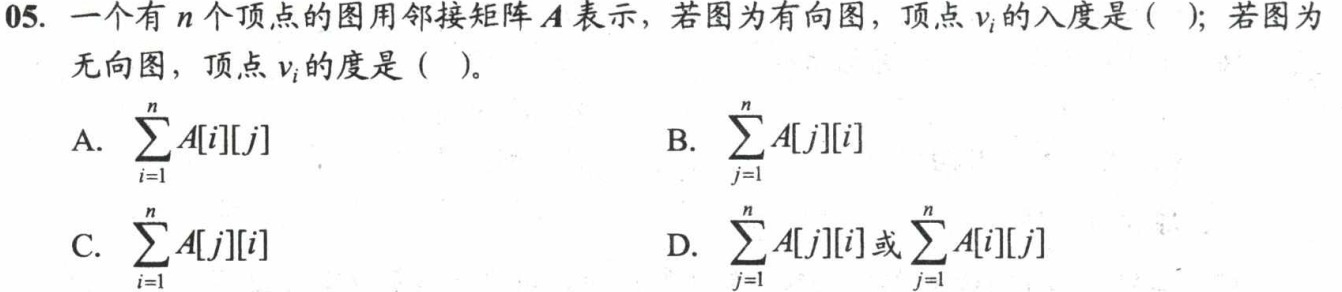 05. 一个有 n 个顶点的图用邻接矩阵 A 表示，若图为有向图，顶点 v_i 的入度是（ ）；若图为
无向图，顶点 v_i 的度是（ ）。
A. \sum_{i=1}^{n} A[i][j]
B. \sum_{j=1}^{n} A[j][i]
C. \sum_{i=1}^{n} A[j][i]
D. \sum_{j=1}^{n} A[j][i] 或 \sum_{j=1}^{n} A[i][j]